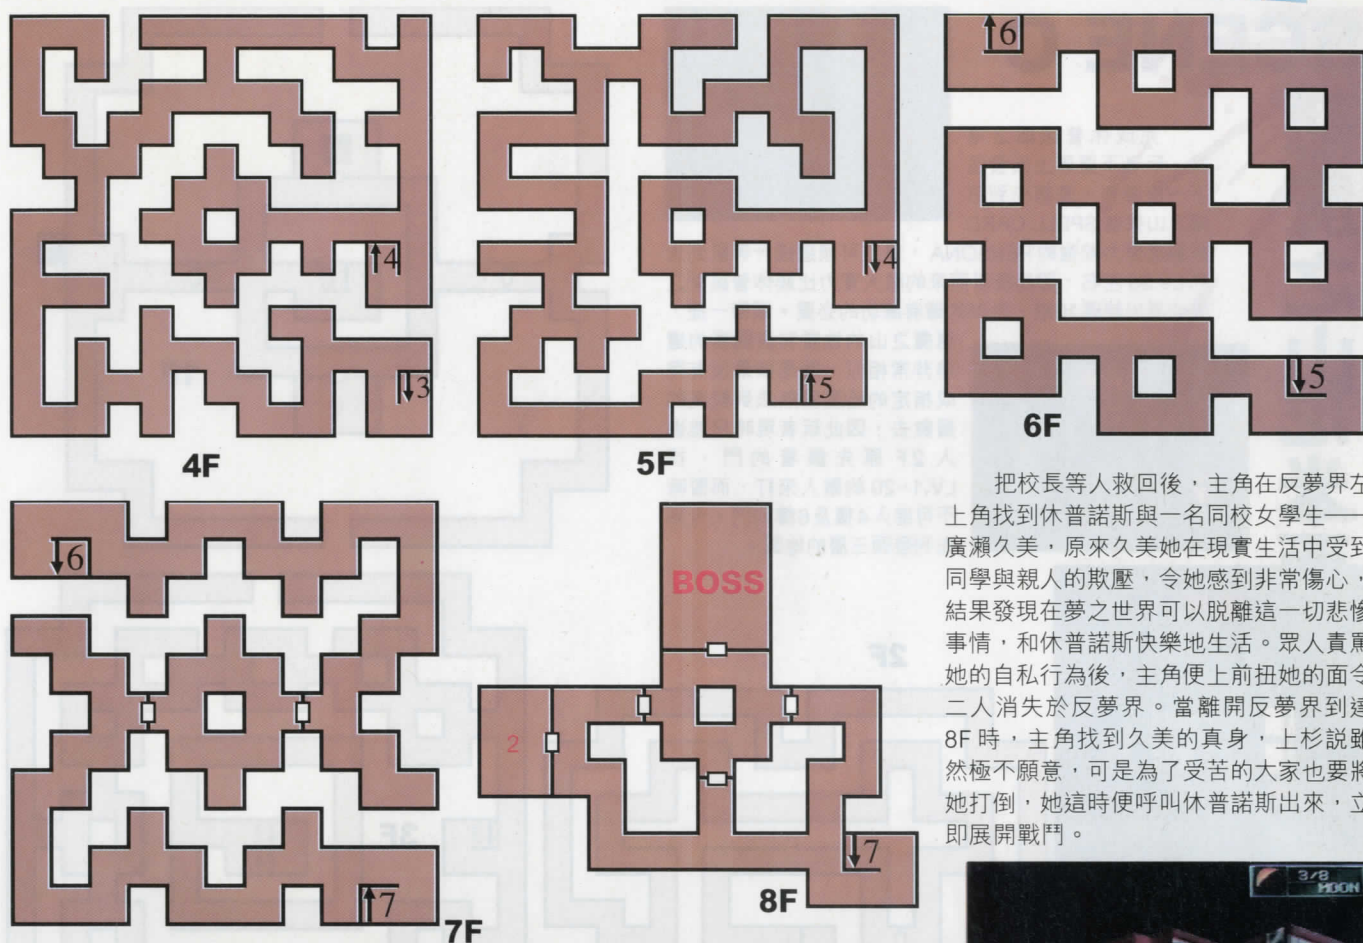 6
4
3
4
5
5
4F
5F
6F
6
7
7F
BOSS
2
7
8F
把校長等人救回後，主角在反夢界左
上角找到休普諾斯與一名同校女學生——
廣瀨久美，原來久美她在現實生活中受到
同學與親人的欺壓，令她感到非常傷心，
結果發現在夢之世界可以脱離這一切悲慘
事情，和休普諾斯快樂地生活。眾人責罵
她的自私行為後，主角便上前扭她的面令
二人消失於反夢界。當離開反夢界到達
8F 時，主角找到久美的真身，上杉説雖
然極不願意，可是為了受苦的大家也要將
她打倒，她這時便呼叫休普諾斯出來，立
即展開戰鬥。
3/8
MOON